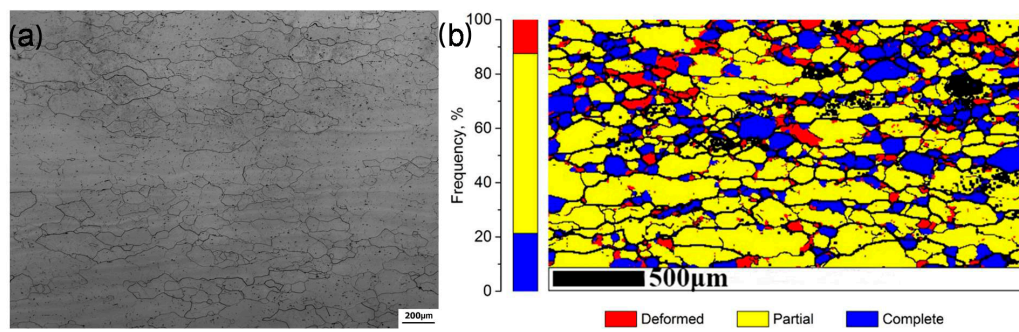 (a)
200μm
(b)
Frequency, %
100
80
60
40
20
0
500μm
Deformed Partial Complete